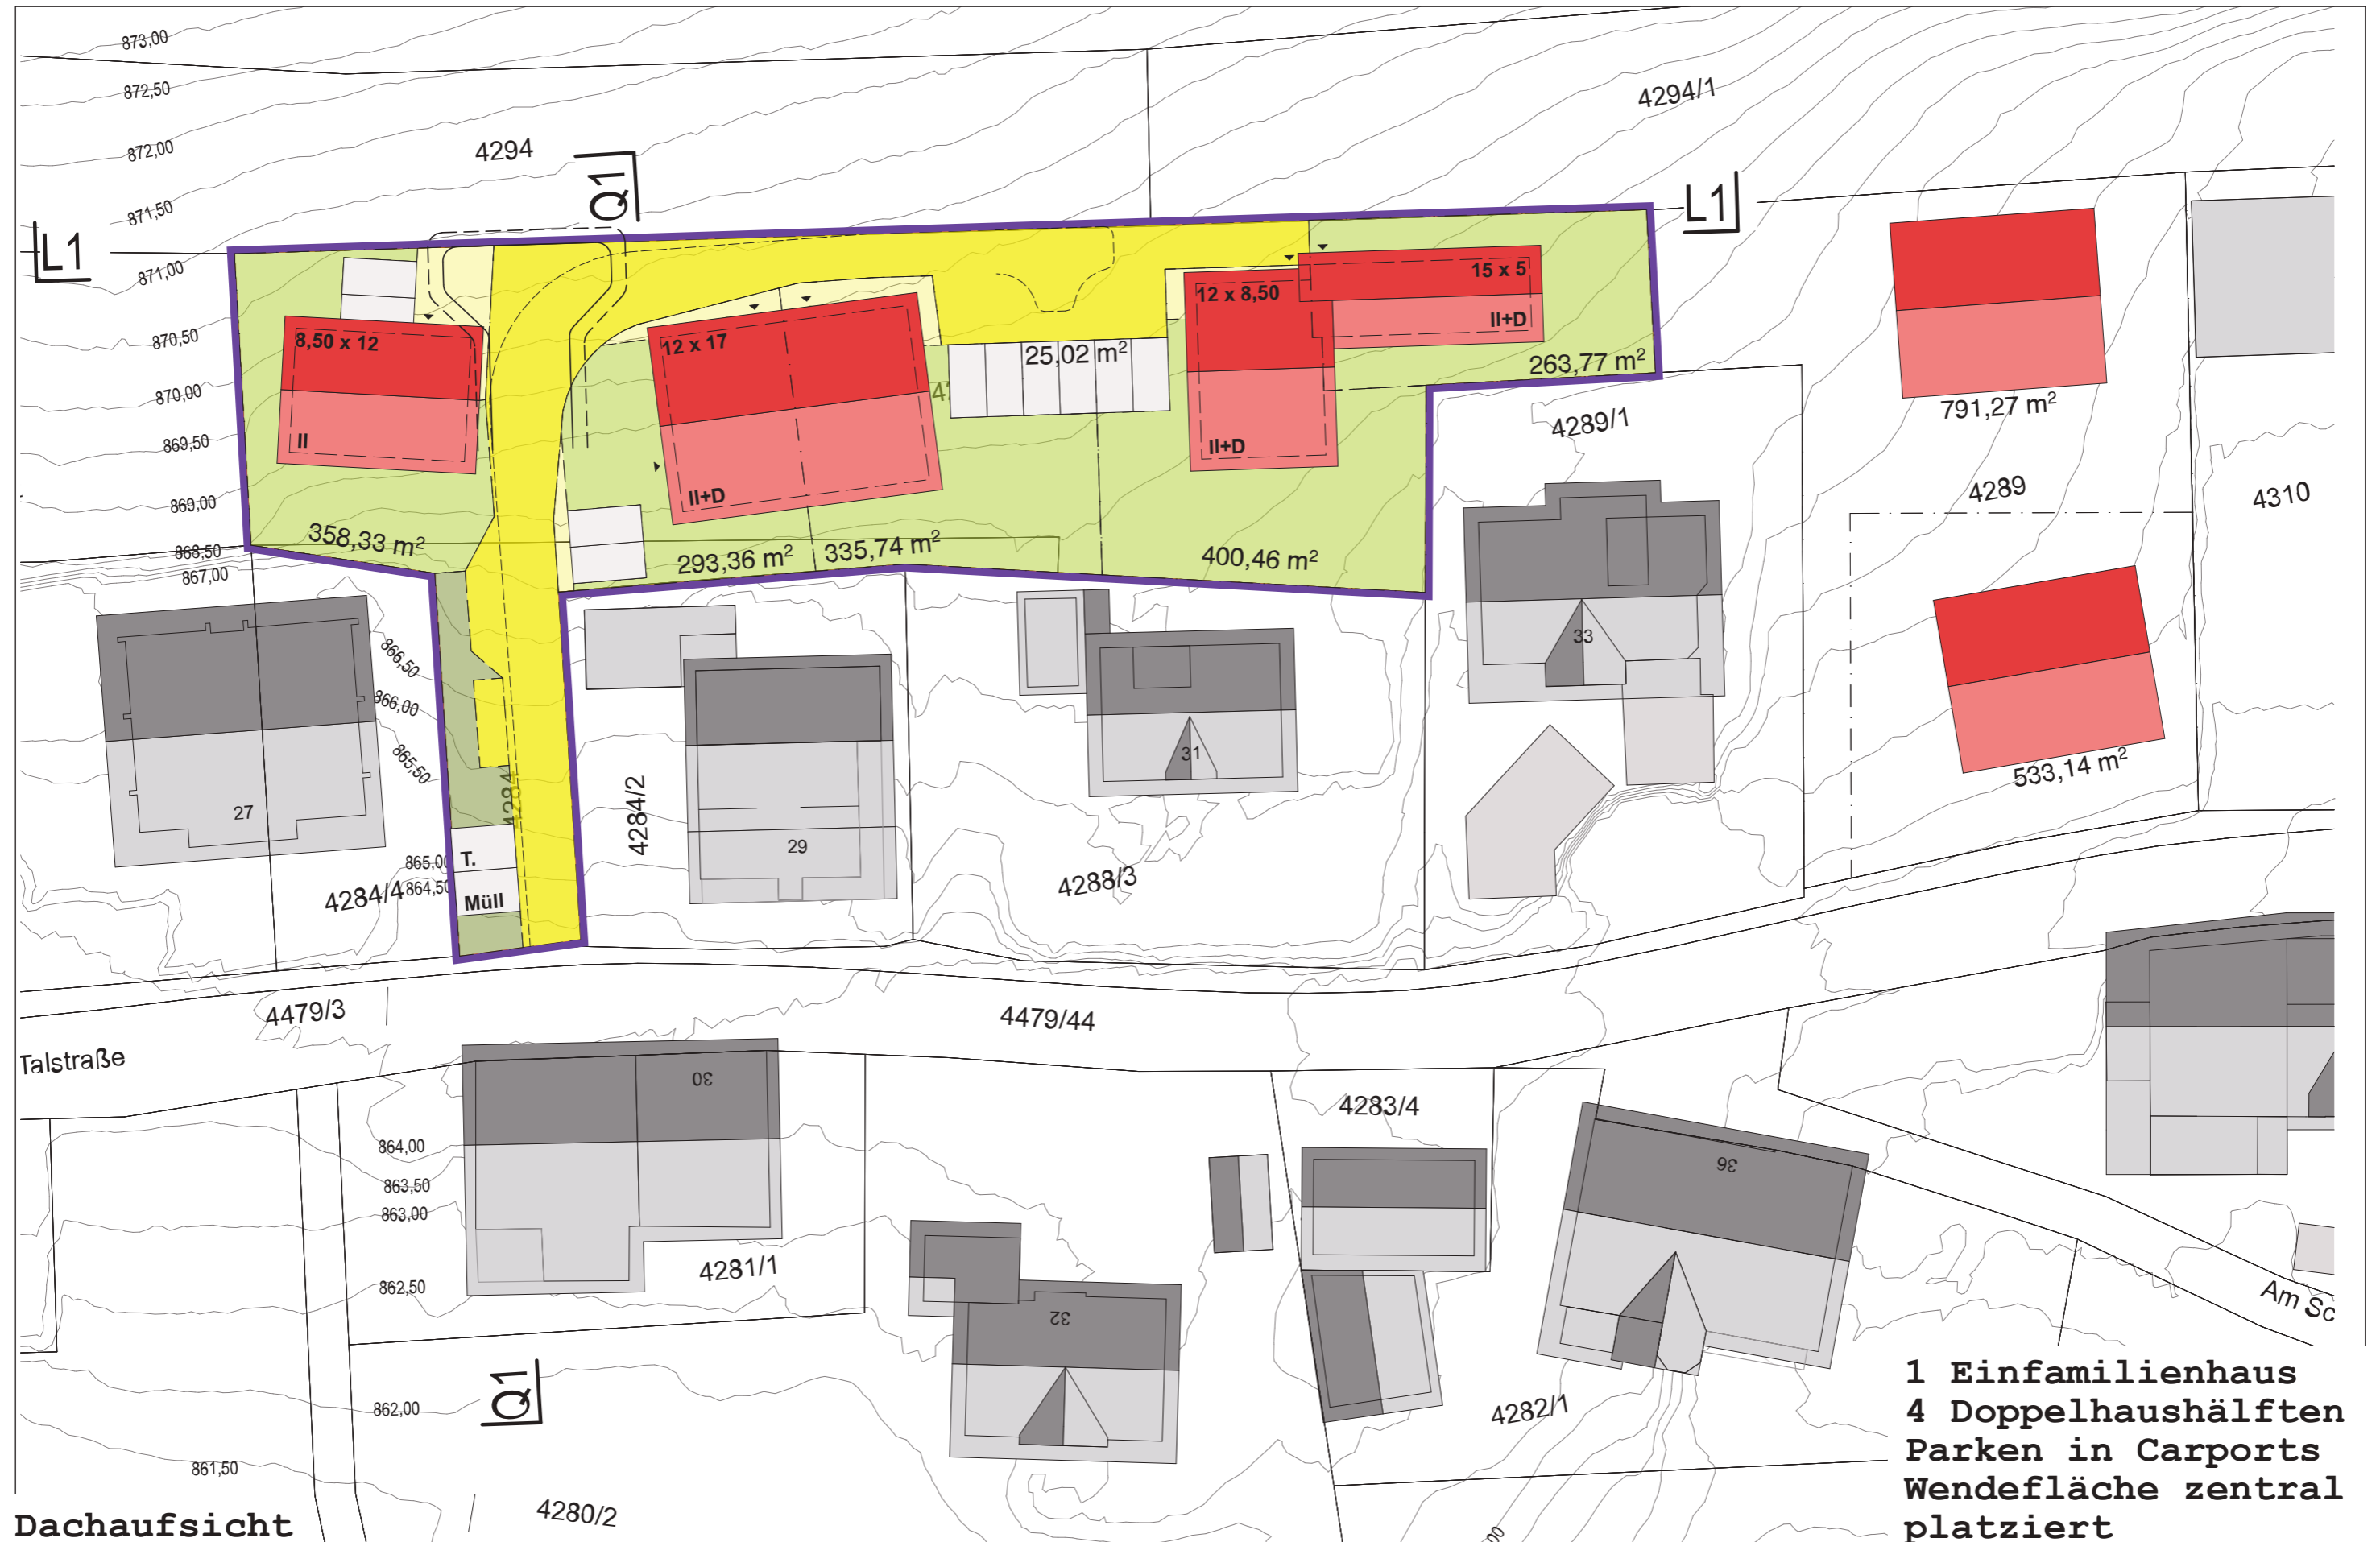 873,00
872,50
4294/1
872,00
4294
871,50
Q1
L1
L1
871,00
15 x 5
12 x 8,50
870,50
8,50 x 12
12 x 17
II+D
25,02 m²
263,77 m²
870,00
791,27 m²
4289/1
869,50
II
II+D
II+D
869,00
4289
4310
358,33 m²
868,50
293,36 m²
335,74 m²
400,46 m²
867,00
866,50
33
866,00
31
865,50
533,14 m²
4284
4284/2
27
29
865,00
T.
864,50
4284/4
Müll
4288/3
4479/3
4479/44
Talstraße
30
4283/4
864,00
36
863,50
863,00
4281/1
862,50
32
Am Sc
Q1
862,00
4282/1
861,50
4280/2
1 Einfamilienhaus
4 Doppelhaushälften
Parken in Carports
Wendefläche zentral
platziert
Dachaufsicht